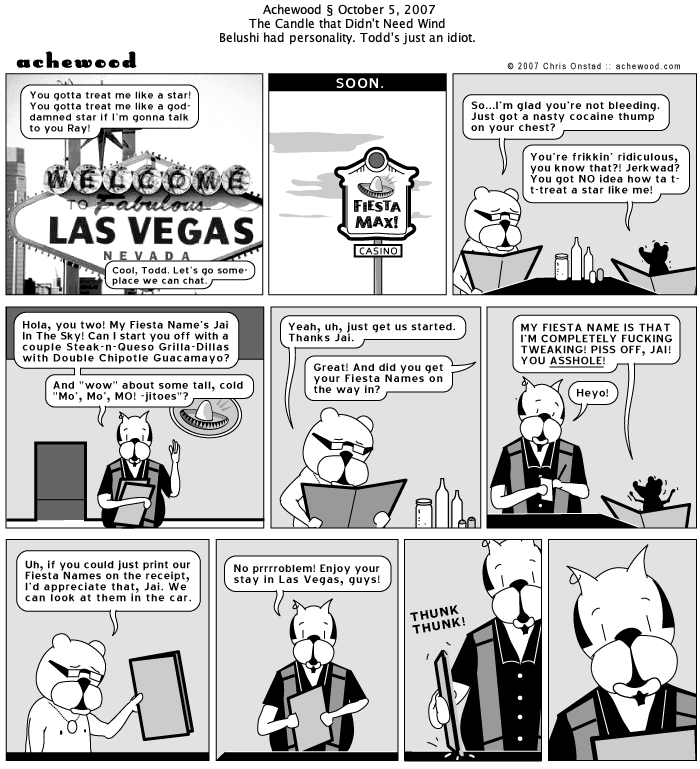 Achewood § October 5, 2007
The Candle that Didn't Need Wind
Belushi had personality. Todd's just an idiot.
achewood
© 2007 Chris Onstad :: achewood.com
You gotta treat me like a star!
You gotta treat me like a god-
damned star if I'm gonna talk
to you Ray!
WELCOME
TO Fabulous
LAS VEGAS
NEVADA
Cool, Todd. Let's go some-
place we can chat.
SOON.
FIESTA
MAX!
CASINO
So...I'm glad you're not bleeding.
Just got a nasty cocaine thump
on your chest?
You're frikkin' ridiculous,
you know that?! Jerkwad?
You got NO idea how ta t-
t-treat a star like me!
Hola, you two! My Fiesta Name's Jai
In The Sky! Can I start you off with a
couple Steak-n-Queso Grilla-Dillas
with Double Chipotle Guacamayo?
And "wow" about some tall, cold
"Mo', Mo', MO! -jitoes"?
Yeah, uh, just get us started.
Thanks Jai.
Great! And did you get
your Fiesta Names on
the way in?
MY FIESTA NAME IS THAT
I'M COMPLETELY FUCKING
TWEAKING! PISS OFF, JAI!
YOU ASSHOLE!
Heyo!
Uh, if you could just print our
Fiesta Names on the receipt,
I'd appreciate that, Jai. We
can look at them in the car.
No prrrroblem! Enjoy your
stay in Las Vegas, guys!
THUNK
THUNK!